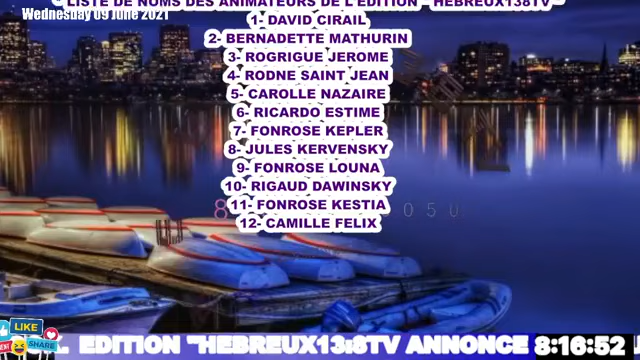 LISTE DE NOMS DES ANIMATEURS DE L'EDITION " HEBREUX138TV "
Wednesday 09 June 2021
1- DAVID CIRAIL
2- BERNADETTE MATHURIN
3- ROGRIGUE JEROME
4- RODNE SAINT JEAN
5- CAROLLE NAZAIRE
6- RICARDO ESTIME
7- FONROSE KEPLER
8- JULES KERVENSKY
9- FONROSE LOUNA
10- RIGAUD DAWINSKY
11- FONROSE KESTIA
12- CAMILLE FELIX
8 050
LIKE
SHARE
EDITION "HEBREUX13:8TV ANNONCE 8:16:52